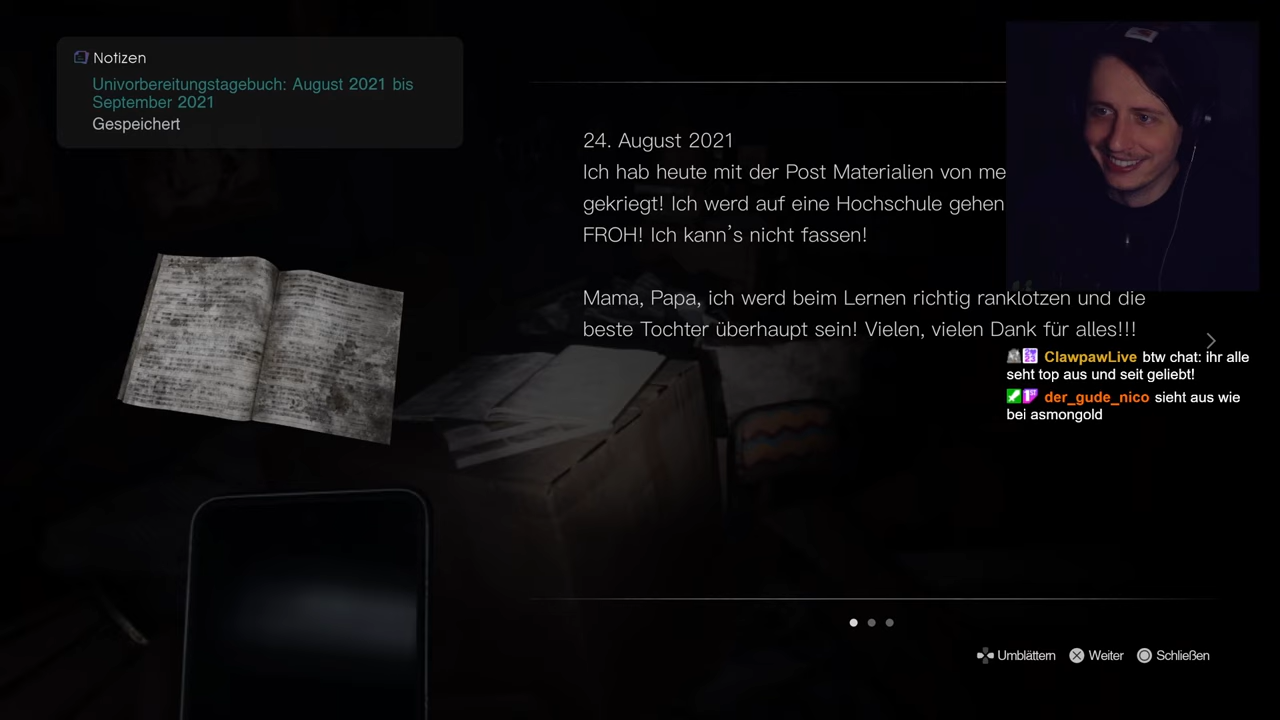 Notizen
Univorbereitungstagebuch: August 2021 bis
September 2021
Gespeichert
24. August 2021
Ich hab heute mit der Post Materialien von me
gekriegt! Ich werd auf eine Hochschule gehen
FROH! Ich kann's nicht fassen!
Mama, Papa, ich werd beim Lernen richtig ranklotzen und die
beste Tochter überhaupt sein! Vielen, vielen Dank für alles!!!
ClawpawLive btw chat: ihr alle
seht top aus und seit geliebt!
der_gude_nico sieht aus wie
bei asmongold
Umblättern Weiter Schließen